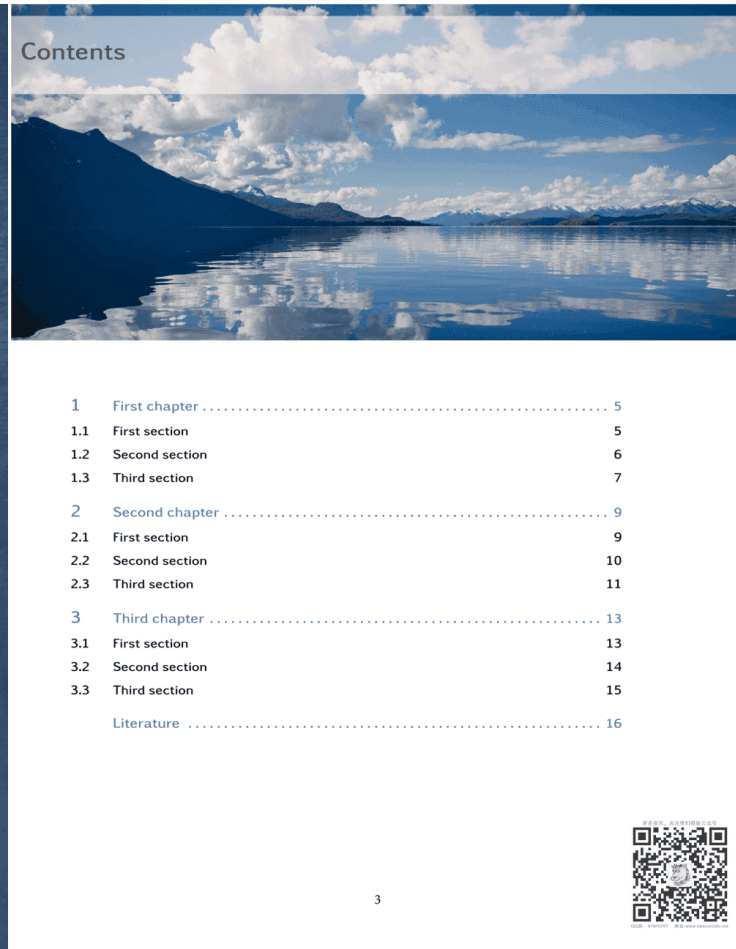 Contents
1 First chapter 5
1.1 First section 5
1.2 Second section 6
1.3 Third section 7
2 Second chapter 9
2.1 First section 9
2.2 Second section 10
2.3 Third section 11
3 Third chapter 13
3.1 First section 13
3.2 Second section 14
3.3 Third section 15
Literature 16
3